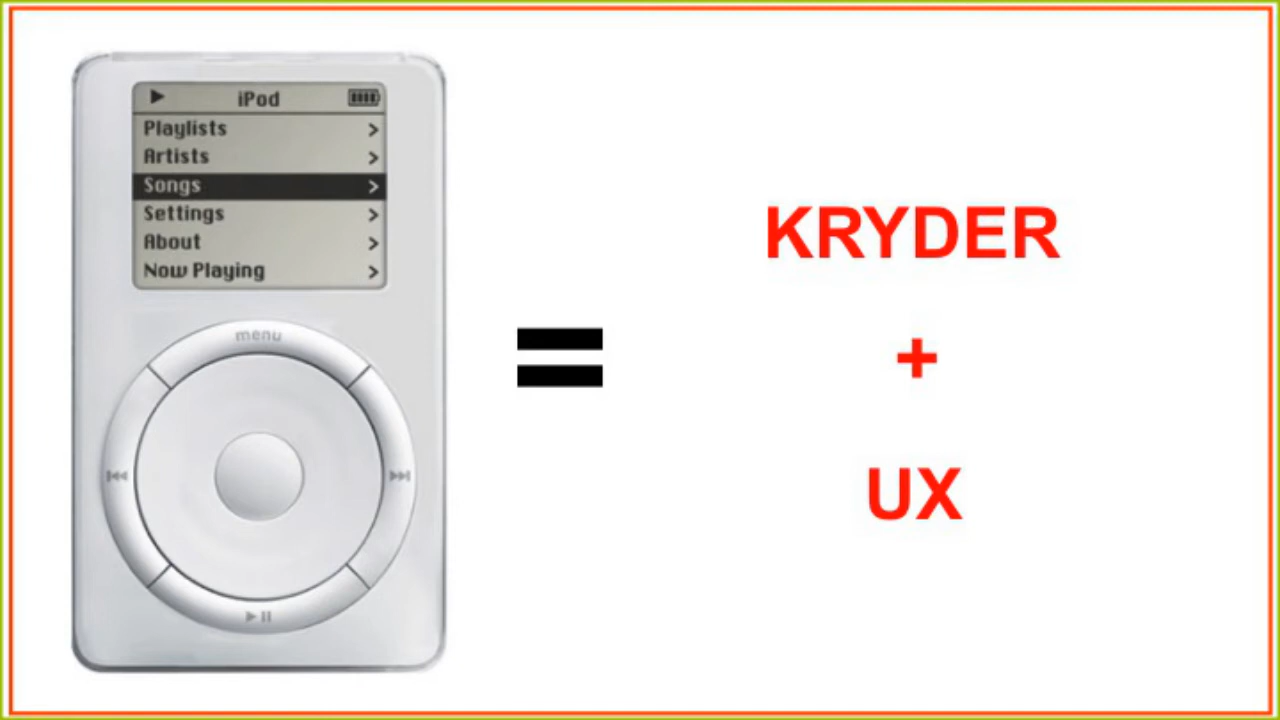 iPod
Playlists
Artists
Songs
Settings
About
Now Playing
menu
=
KRYDER
+
UX